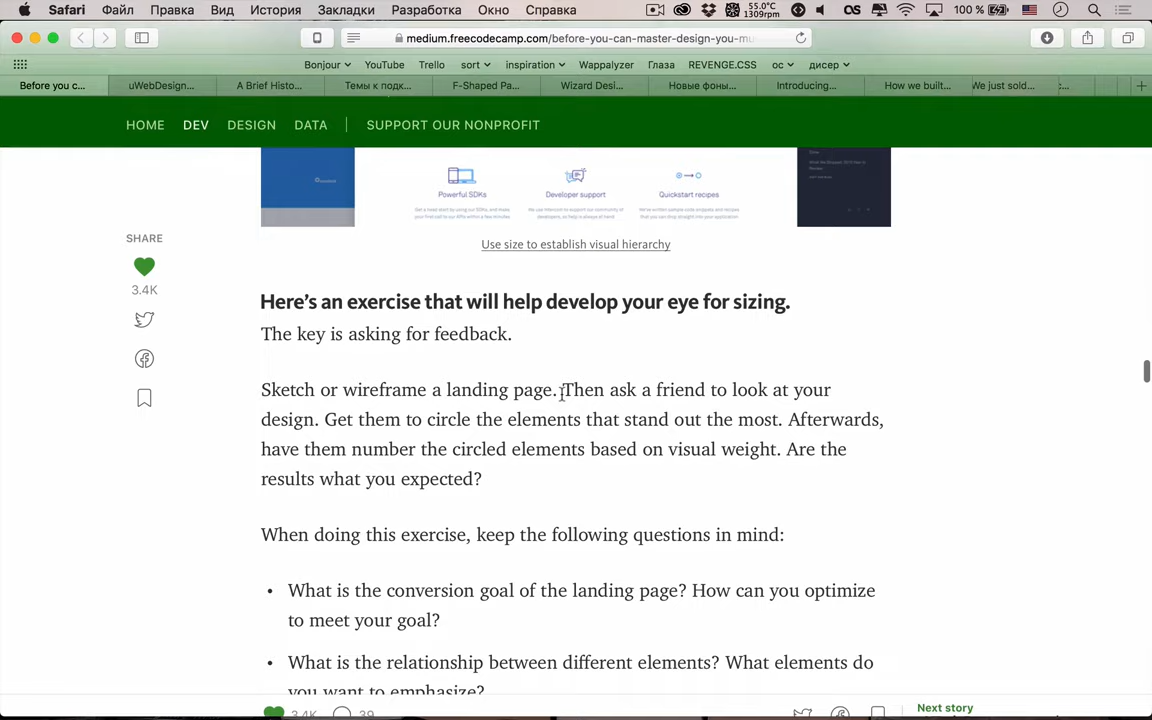 Safari Файл Правка Вид История Закладки Разработка Окно Справка 55.0°C 1309rpm 100 %
medium.freecodecamp.com/before-you-can-master-design-you-mu
Bonjour YouTube Trello sort inspiration Wappalyzer Глаза REVENGE.CSS ос дисер
Before you c... uWebDesign... A Brief Histo... Темы к подк... F-Shaped Pa... Wizard Desi... Новые фоны... Introducing... How we built... We just sold...
HOME DEV DESIGN DATA SUPPORT OUR NONPROFIT
Powerful SDKs Developer support Quickstart recipes
Use size to establish visual hierarchy
SHARE
3.4K
Here's an exercise that will help develop your eye for sizing.
The key is asking for feedback.
Sketch or wireframe a landing page. Then ask a friend to look at your
design. Get them to circle the elements that stand out the most. Afterwards,
have them number the circled elements based on visual weight. Are the
results what you expected?
When doing this exercise, keep the following questions in mind:
• What is the conversion goal of the landing page? How can you optimize
to meet your goal?
• What is the relationship between different elements? What elements do
you want to emphasize?
3.4K 39 Next story